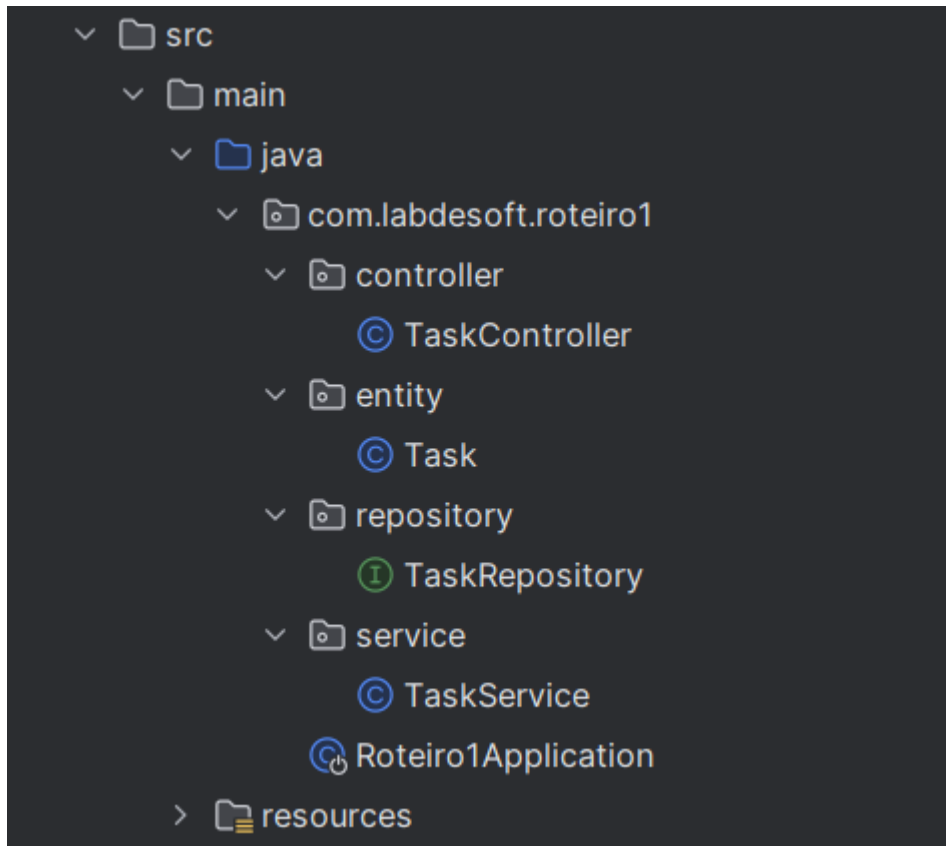 src
main
java
com.labdesoft.roteiro1
controller
C TaskController
entity
C Task
repository
I TaskRepository
service
C TaskService
C Roteiro1Application
resources